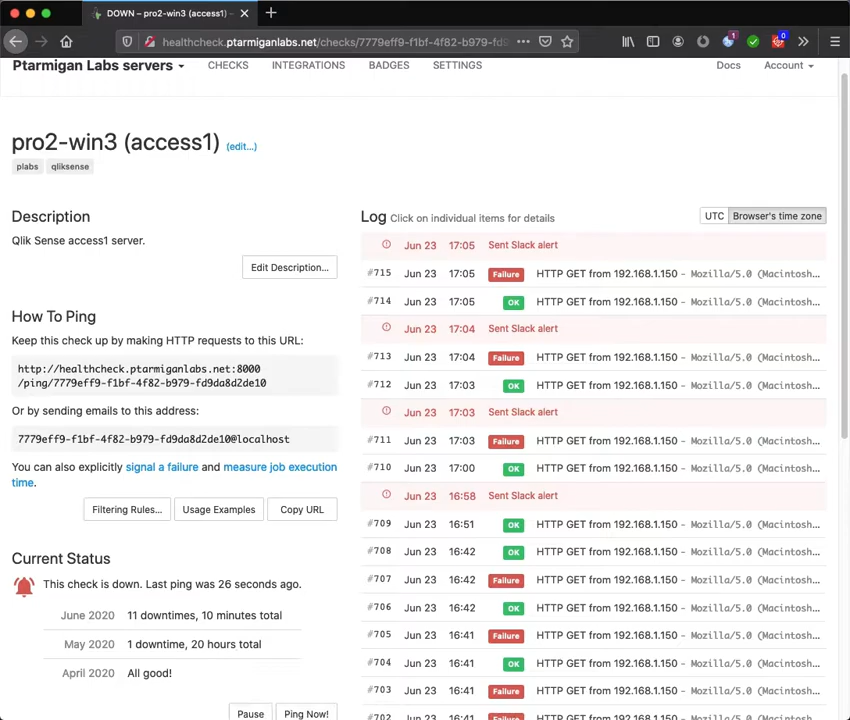 DOWN – pro2-win3 (access1) –
healthcheck.ptarmiganlabs.net/checks/7779eff9-f1bf-4f82-b979-fd9
1
0
Ptarmigan Labs servers
CHECKS
INTEGRATIONS
BADGES
SETTINGS
Docs
Account
pro2-win3 (access1) (edit...)
plabs qliksense
Description
Qlik Sense access1 server.
Edit Description...
How To Ping
Keep this check up by making HTTP requests to this URL:
http://healthcheck.ptarmiganlabs.net:8000
/ping/7779eff9-f1bf-4f82-b979-fd9da8d2de10
Or by sending emails to this address:
7779eff9-f1bf-4f82-b979-fd9da8d2de10@localhost
You can also explicitly signal a failure and measure job execution
time.
Filtering Rules... Usage Examples Copy URL
Current Status
This check is down. Last ping was 26 seconds ago.
June 2020 11 downtimes, 10 minutes total
May 2020 1 downtime, 20 hours total
April 2020 All good!
Pause Ping Now!
Log Click on individual items for details
UTC Browser's time zone
Jun 23 17:05 Sent Slack alert
#715 Jun 23 17:05 Failure HTTP GET from 192.168.1.150 - Mozilla/5.0 (Macintosh...
#714 Jun 23 17:05 OK HTTP GET from 192.168.1.150 - Mozilla/5.0 (Macintosh...
Jun 23 17:04 Sent Slack alert
#713 Jun 23 17:04 Failure HTTP GET from 192.168.1.150 - Mozilla/5.0 (Macintosh...
#712 Jun 23 17:03 OK HTTP GET from 192.168.1.150 - Mozilla/5.0 (Macintosh...
Jun 23 17:03 Sent Slack alert
#711 Jun 23 17:03 Failure HTTP GET from 192.168.1.150 - Mozilla/5.0 (Macintosh...
#710 Jun 23 17:00 OK HTTP GET from 192.168.1.150 - Mozilla/5.0 (Macintosh...
Jun 23 16:58 Sent Slack alert
#709 Jun 23 16:51 OK HTTP GET from 192.168.1.150 - Mozilla/5.0 (Macintosh...
#708 Jun 23 16:42 OK HTTP GET from 192.168.1.150 - Mozilla/5.0 (Macintosh...
#707 Jun 23 16:42 Failure HTTP GET from 192.168.1.150 - Mozilla/5.0 (Macintosh...
#706 Jun 23 16:42 OK HTTP GET from 192.168.1.150 - Mozilla/5.0 (Macintosh...
#705 Jun 23 16:41 Failure HTTP GET from 192.168.1.150 - Mozilla/5.0 (Macintosh...
#704 Jun 23 16:41 OK HTTP GET from 192.168.1.150 - Mozilla/5.0 (Macintosh...
#703 Jun 23 16:41 Failure HTTP GET from 192.168.1.150 - Mozilla/5.0 (Macintosh...
#702 Jun 23 16:41 Failure HTTP GET from 192.168.1.150 - Mozilla/5.0 (Macintosh...